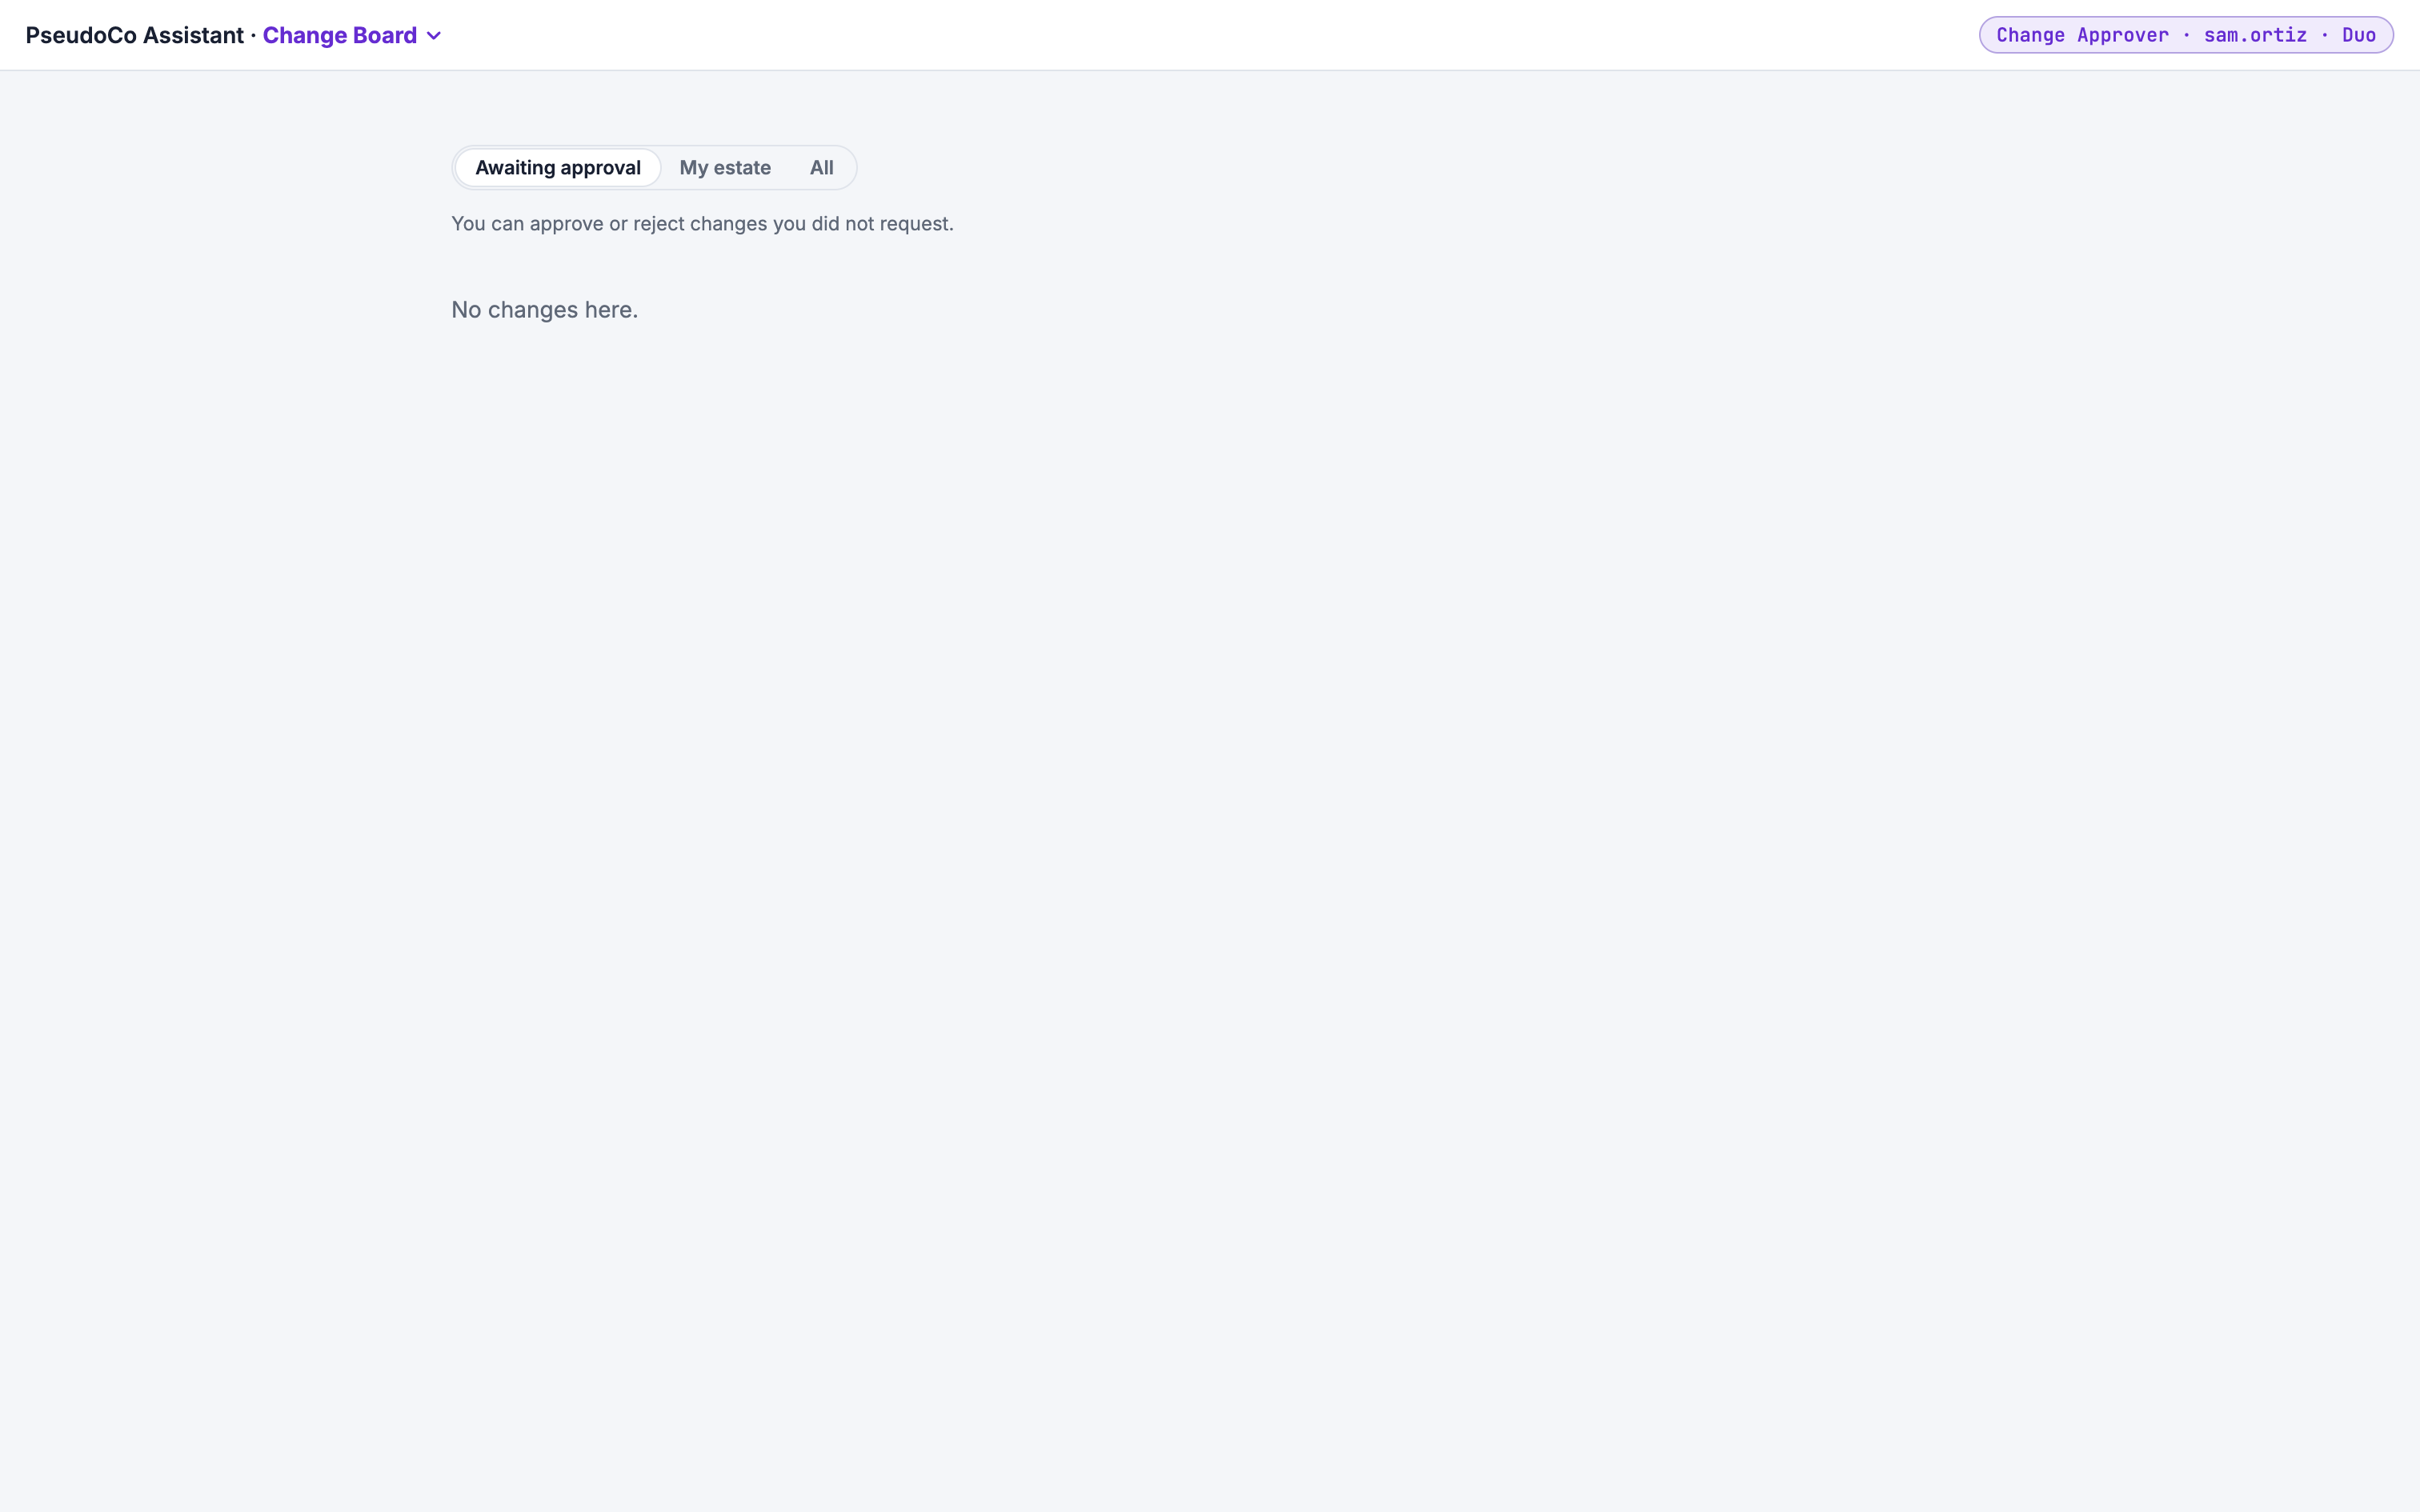 PseudoCo Assistant · Change Board
Change Approver · sam.ortiz · Duo
Awaiting approval My estate All
You can approve or reject changes you did not request.
No changes here.